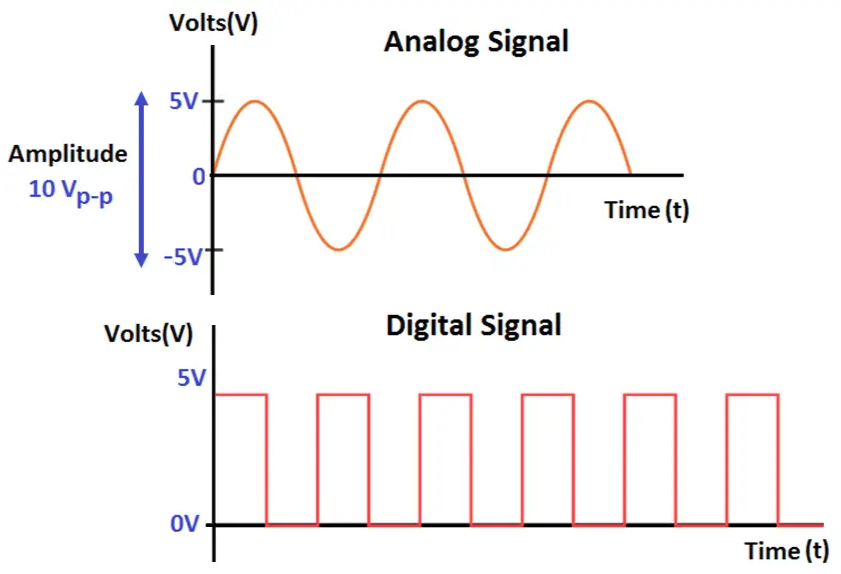 Volts(V)
Analog Signal
5V
Amplitude
10 Vp-p
0
Time (t)
-5V
Digital Signal
Volts(V)
5V
0V
Time (t)